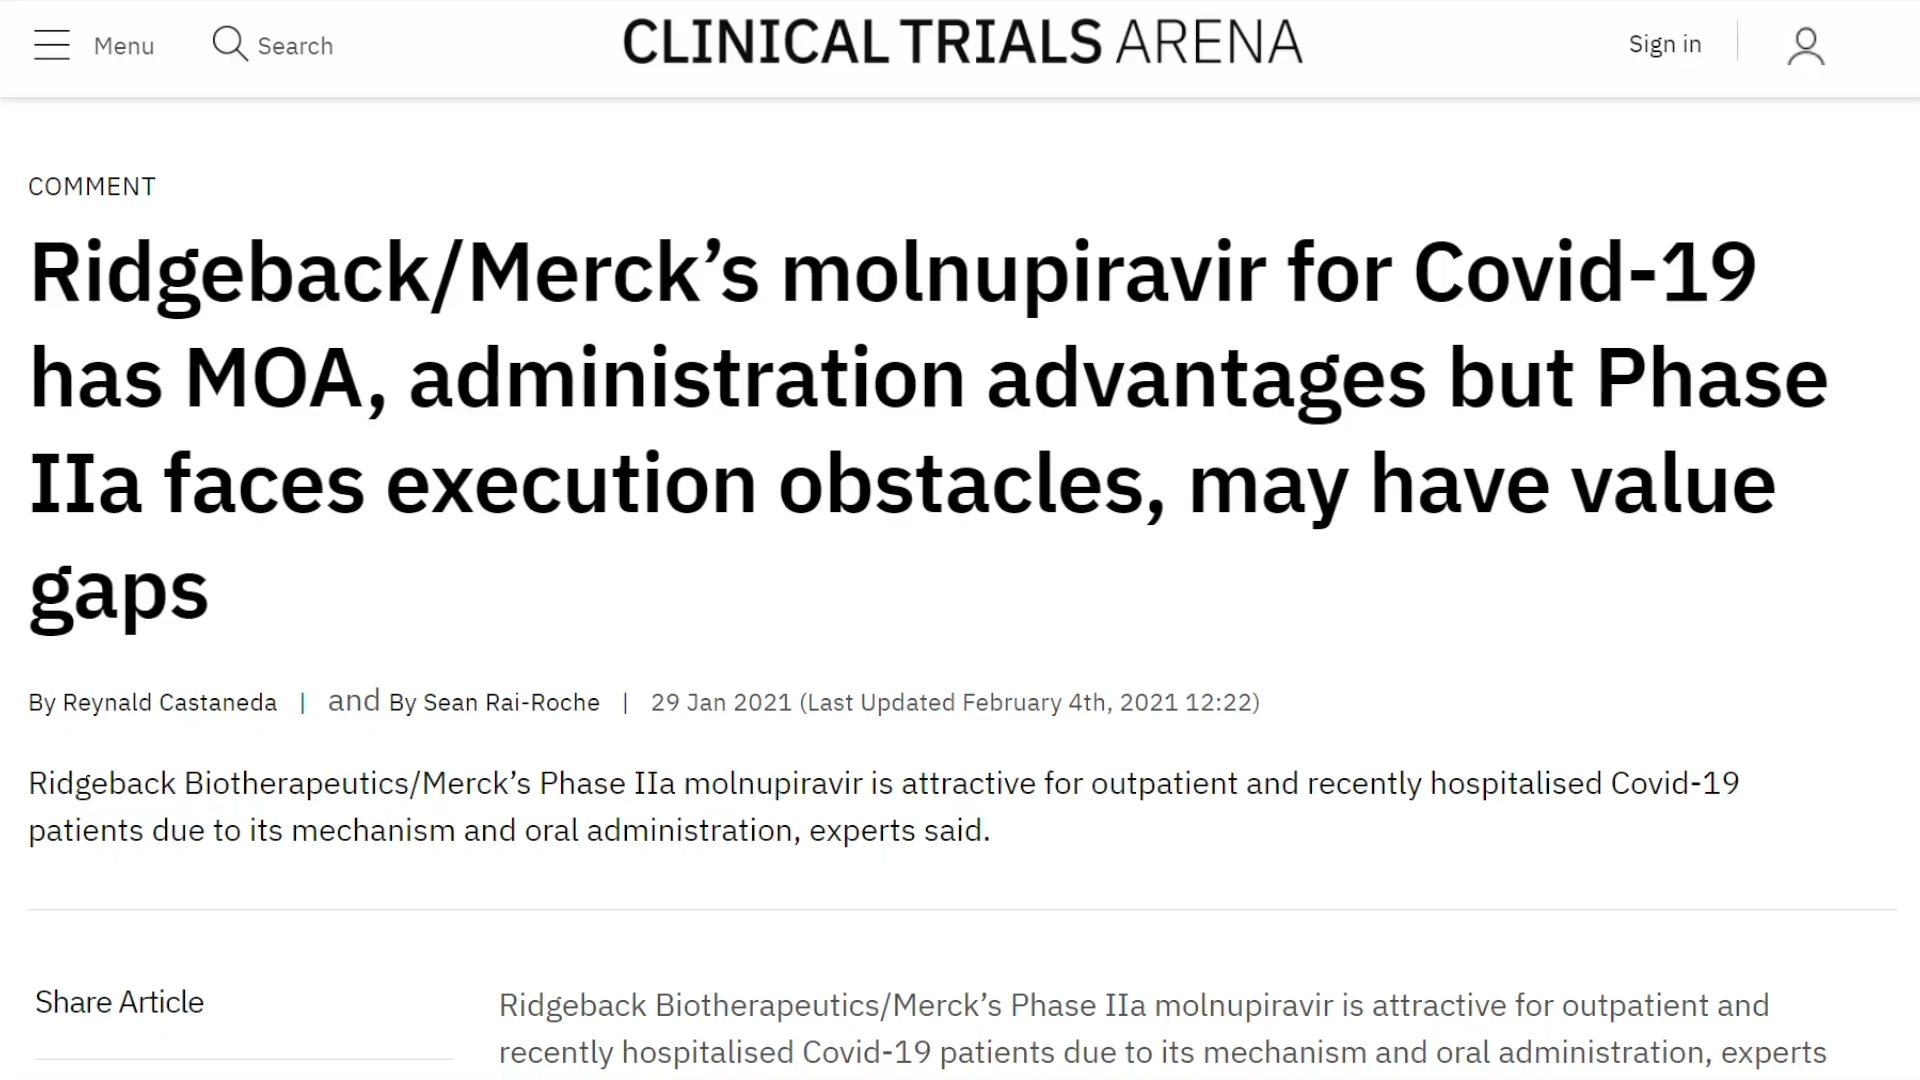 Menu
Search
CLINICAL TRIALS ARENA
Sign in
COMMENT
Ridgeback/Merck’s molnupiravir for Covid-19
has MOA, administration advantages but Phase
IIa faces execution obstacles, may have value
gaps
By Reynald Castaneda | and By Sean Rai-Roche | 29 Jan 2021 (Last Updated February 4th, 2021 12:22)
Ridgeback Biotherapeutics/Merck’s Phase IIa molnupiravir is attractive for outpatient and recently hospitalised Covid-19
patients due to its mechanism and oral administration, experts said.
Share Article
Ridgeback Biotherapeutics/Merck’s Phase IIa molnupiravir is attractive for outpatient and
recently hospitalised Covid-19 patients due to its mechanism and oral administration, experts